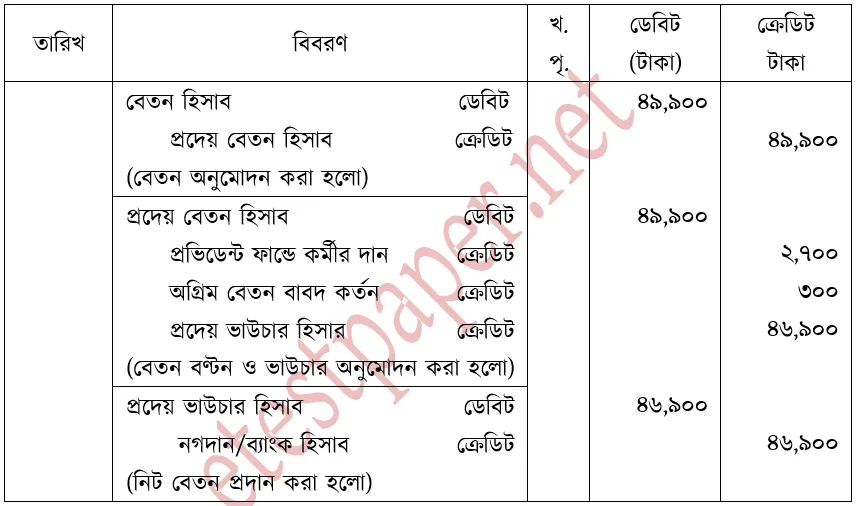 তারিখ বিবরণ খ. পৃ. ডেবিট (টাকা) ক্রেডিট টাকা
বেতন হিসাব ডেবিট ৪৯,৯০০
প্রদেয় বেতন হিসাব ক্রেডিট ৪৯,৯০০
(বেতন অনুমোদন করা হলো)
প্রদেয় বেতন হিসাব ডেবিট ৪৯,৯০০
প্রভিডেন্ট ফান্ডে কর্মীর দান ক্রেডিট ২,৭০০
অগ্রিম বেতন বাবদ কর্তন ক্রেডিট ৩০০
প্রদেয় ভাউচার হিসার ক্রেডিট ৪৬,৯০০
(বেতন বণ্টন ও ভাউচার অনুমোদন করা হলো)
প্রদেয় ভাউচার হিসাব ডেবিট ৪৬,৯০০
নগদান/ব্যাংক হিসাব ক্রেডিট ৪৬,৯০০
(নিট বেতন প্রদান করা হলো)
etestpaper.net